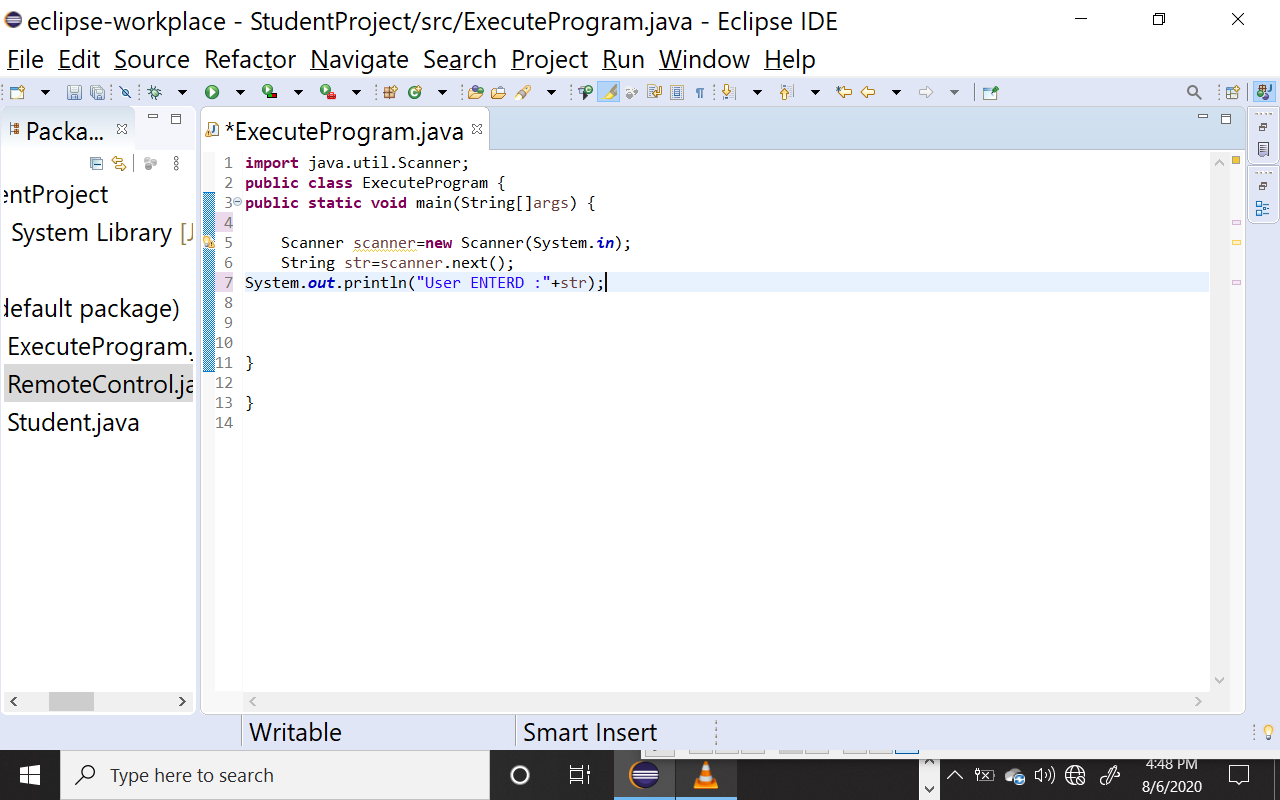 eclipse-workplace - StudentProject/src/ExecuteProgram.java - Eclipse IDE
File Edit Source Refactor Navigate Search Project Run Window Help
Packa...
*ExecuteProgram.java
entProject
System Library [J
default package)
ExecuteProgram.
RemoteControl.ja
Student.java
1 import java.util.Scanner;
2 public class ExecuteProgram {
3 public static void main(String[]args) {
4
5 Scanner scanner=new Scanner(System.in);
6 String str=scanner.next();
7 System.out.println("User ENTERD :"+str);
8
9
10
11 }
12
13 }
14
Writable
Smart Insert
Type here to search
4:48 PM
8/6/2020